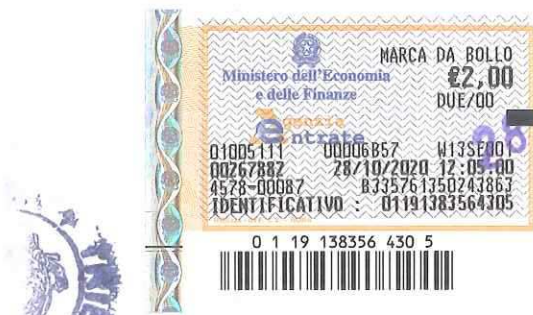 MARCA DA BOLLO
Ministero dell'Economia
e delle Finanze
€2,00
DUE/00
Agenzia
Entrate
01005111 00006B57 W13SE001
00267882 28/10/2020 12:05:00
4578-00087 B335761350243863
IDENTIFICATIVO : 01191383564305
0 1 19 138356 430 5